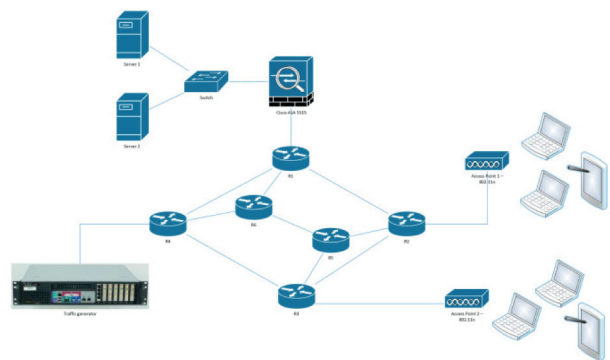 Server 1
Server 2
Switch
Cisco ASA 5515
R1
R4
R6
R5
R2
R3
Access Point 1 –
802.11n
Access Point 2 –
802.11n
Traffic generator